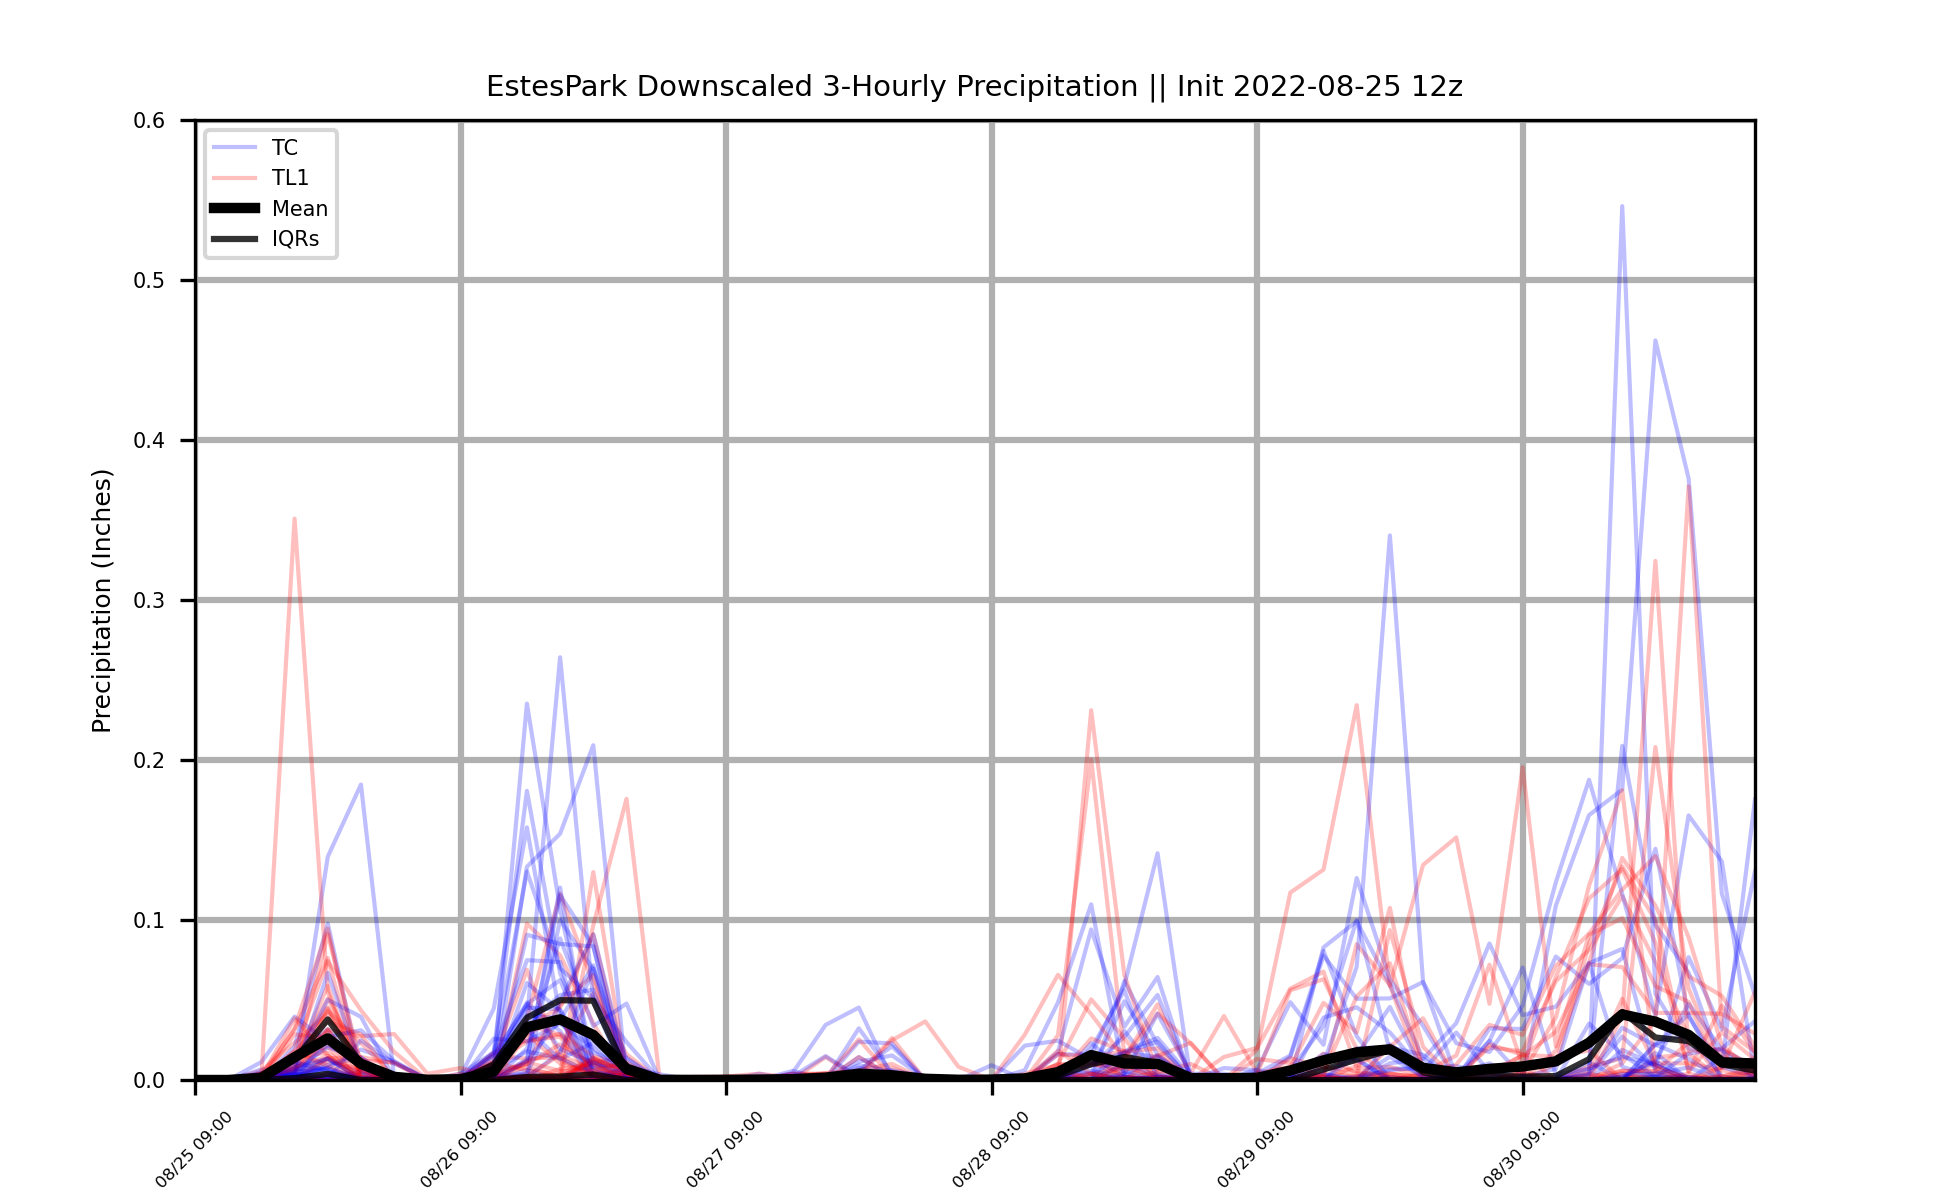 EstesPark Downscaled 3-Hourly Precipitation || Init 2022-08-25 12z
TC
TL1
Mean
IQRs
Precipitation (Inches)
0.6
0.5
0.4
0.3
0.2
0.1
0.0
08/25 09:00
08/26 09:00
08/27 09:00
08/28 09:00
08/29 09:00
08/30 09:00